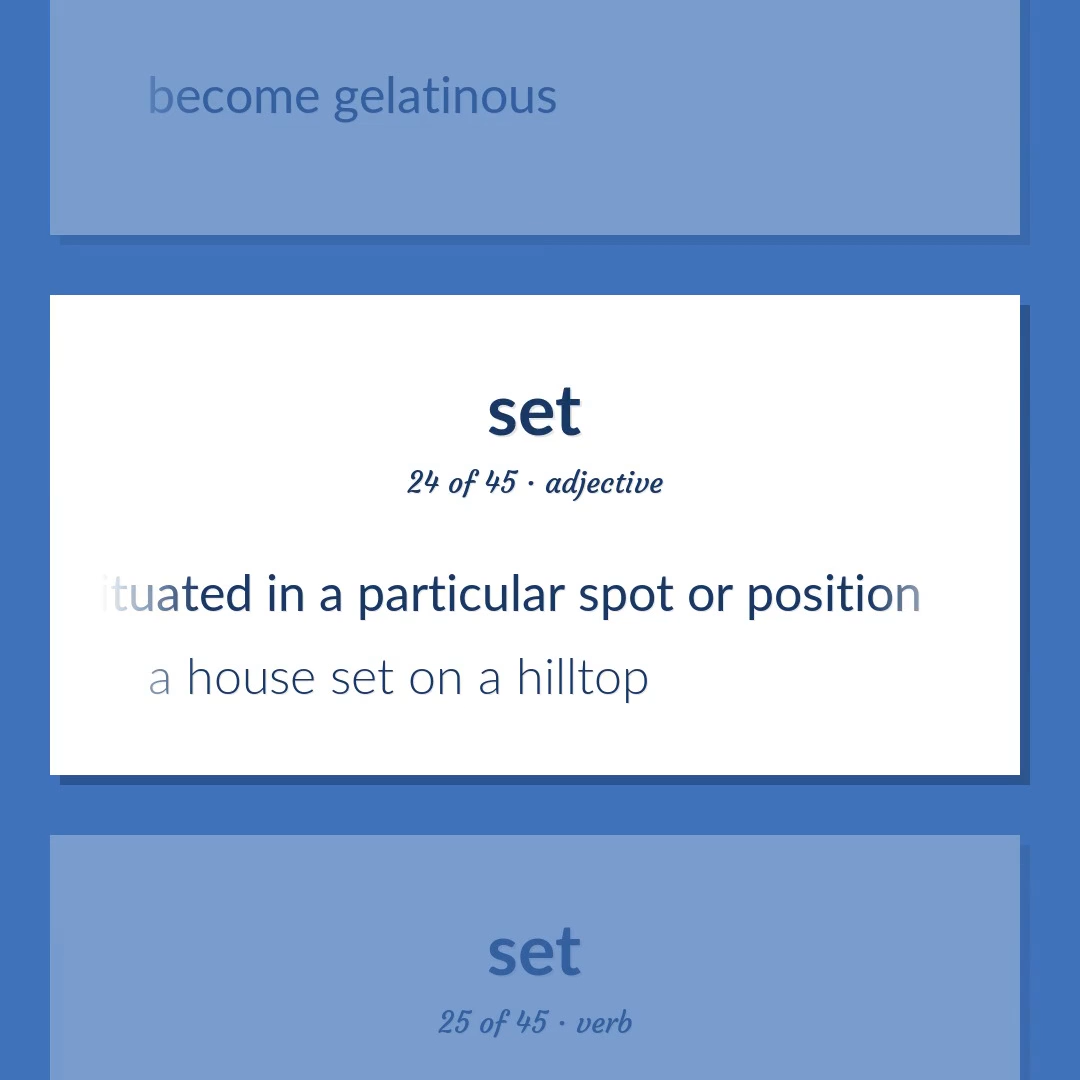 become gelatinous
set
24 of 45 · adjective
ituated in a particular spot or position
a house set on a hilltop
set
25 of 45 · verb